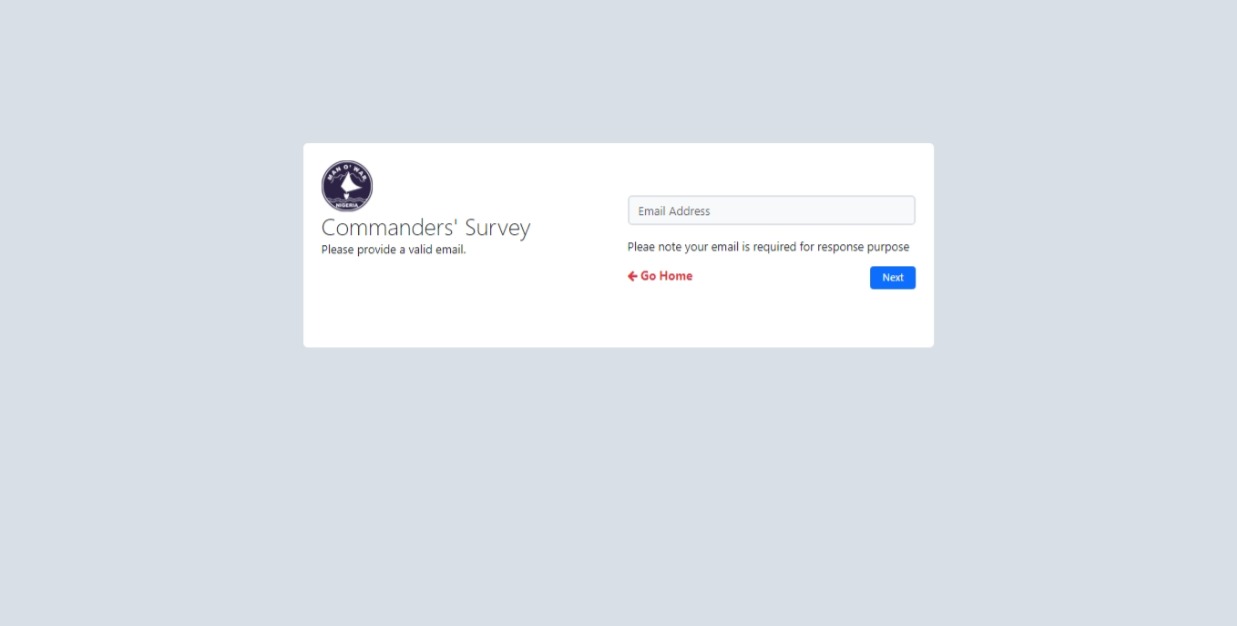 MAN O' WAR
NIGERIA
Commanders' Survey
Please provide a valid email.
Email Address
Pleae note your email is required for response purpose
Go Home
Next